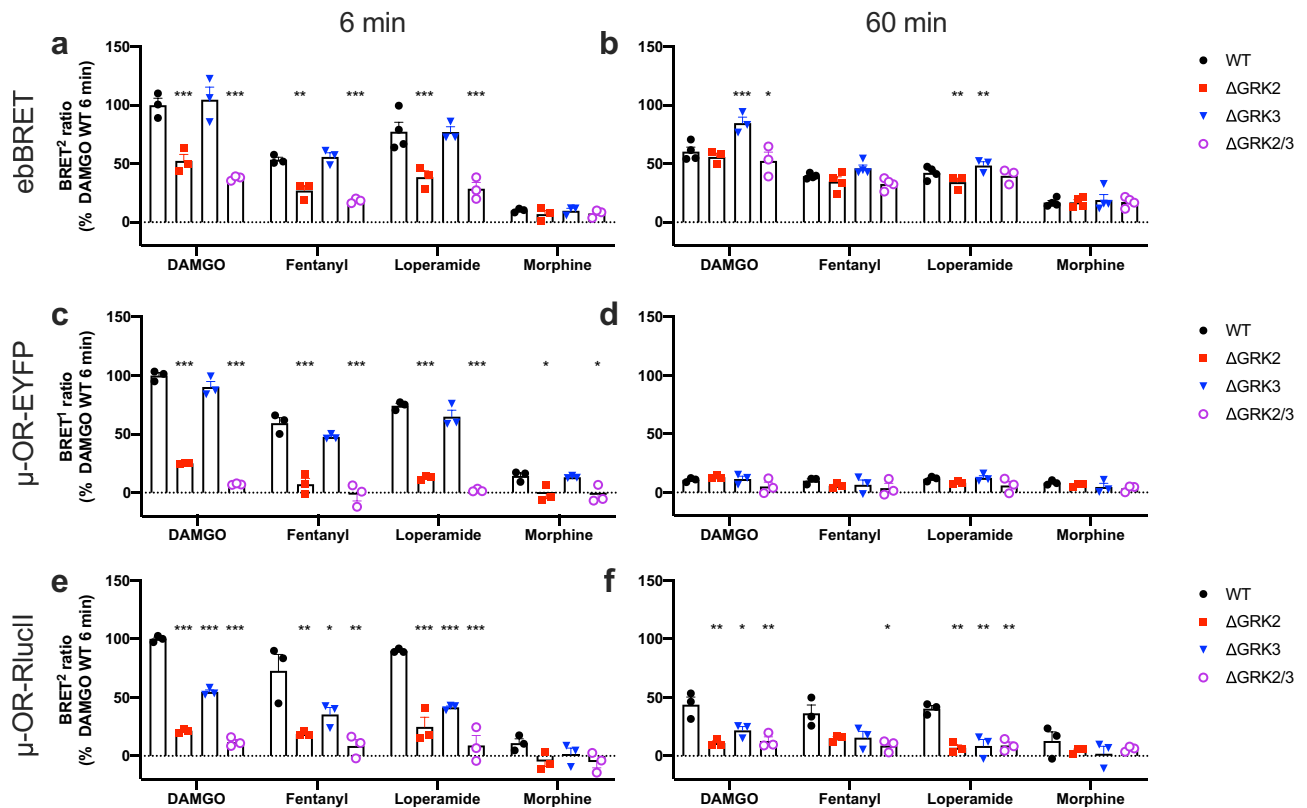 6 min
60 min
a
b
ebBRET
BRET² ratio
(% DAMGO WT 6 min)
150
100
50
0
*** *** ** *** *** ***
DAMGO Fentanyl Loperamide Morphine
150
100
50
0
*** * ** **
DAMGO Fentanyl Loperamide Morphine
WT
ΔGRK2
ΔGRK3
ΔGRK2/3
c
d
μ-OR-EYFP
BRET¹ ratio
(% DAMGO WT 6 min)
150
100
50
0
*** *** *** *** *** *** * *
DAMGO Fentanyl Loperamide Morphine
150
100
50
0
DAMGO Fentanyl Loperamide Morphine
WT
ΔGRK2
ΔGRK3
ΔGRK2/3
e
f
μ-OR-RlucII
BRET² ratio
(% DAMGO WT 6 min)
150
100
50
0
*** *** *** ** * ** *** *** ***
DAMGO Fentanyl Loperamide Morphine
150
100
50
0
** * ** * ** ** **
DAMGO Fentanyl Loperamide Morphine
WT
ΔGRK2
ΔGRK3
ΔGRK2/3